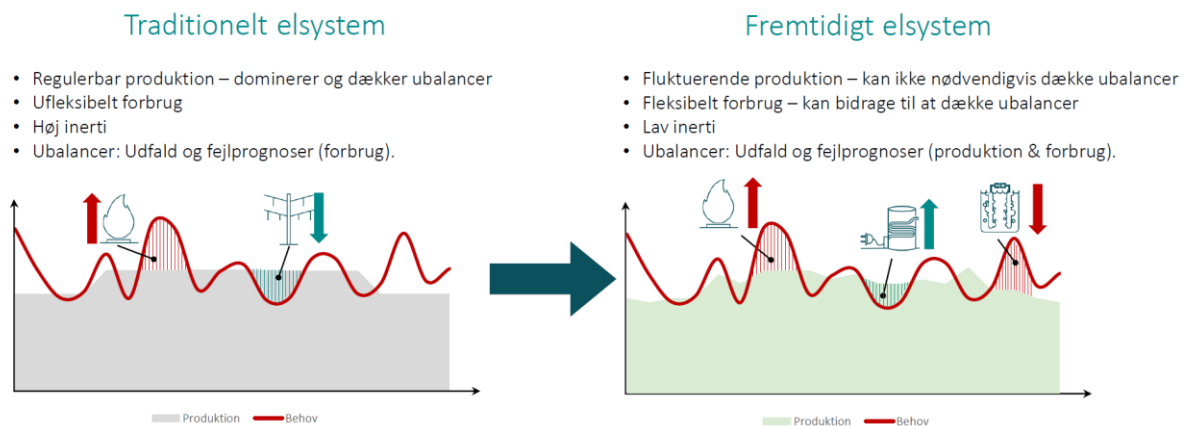 Traditionelt elsystem
• Regulerbar produktion – dominerer og dækker ubalancer
• Ufleksibelt forbrug
• Høj inerti
• Ubalancer: Udfald og fejlprognoser (forbrug).
Produktion
Behov
Fremtidigt elsystem
• Fluktuerende produktion – kan ikke nødvendigvis dække ubalancer
• Fleksibelt forbrug – kan bidrage til at dække ubalancer
• Lav inerti
• Ubalancer: Udfald og fejlprognoser (produktion & forbrug).
Produktion
Behov